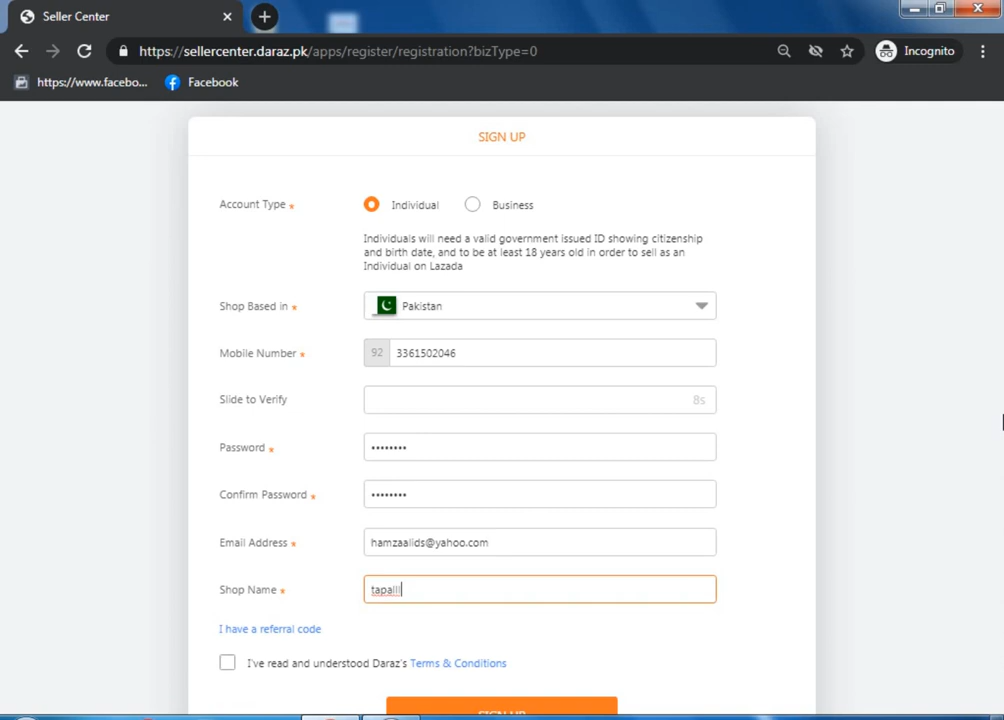 Seller Center
https://sellercenter.daraz.pk/apps/register/registration?bizType=0
Incognito
https://www.facebo...
Facebook
SIGN UP
Account Type *
Individual
Business
Individuals will need a valid government issued ID showing citizenship
and birth date, and to be at least 18 years old in order to sell as an
Individual on Lazada
Shop Based in *
Pakistan
Mobile Number *
92
3361502046
Slide to Verify
8s
Password *
••••••••
Confirm Password *
••••••••
Email Address *
hamzaalids@yahoo.com
Shop Name *
tapalll
I have a referral code
I've read and understood Daraz's Terms & Conditions
SIGN UP